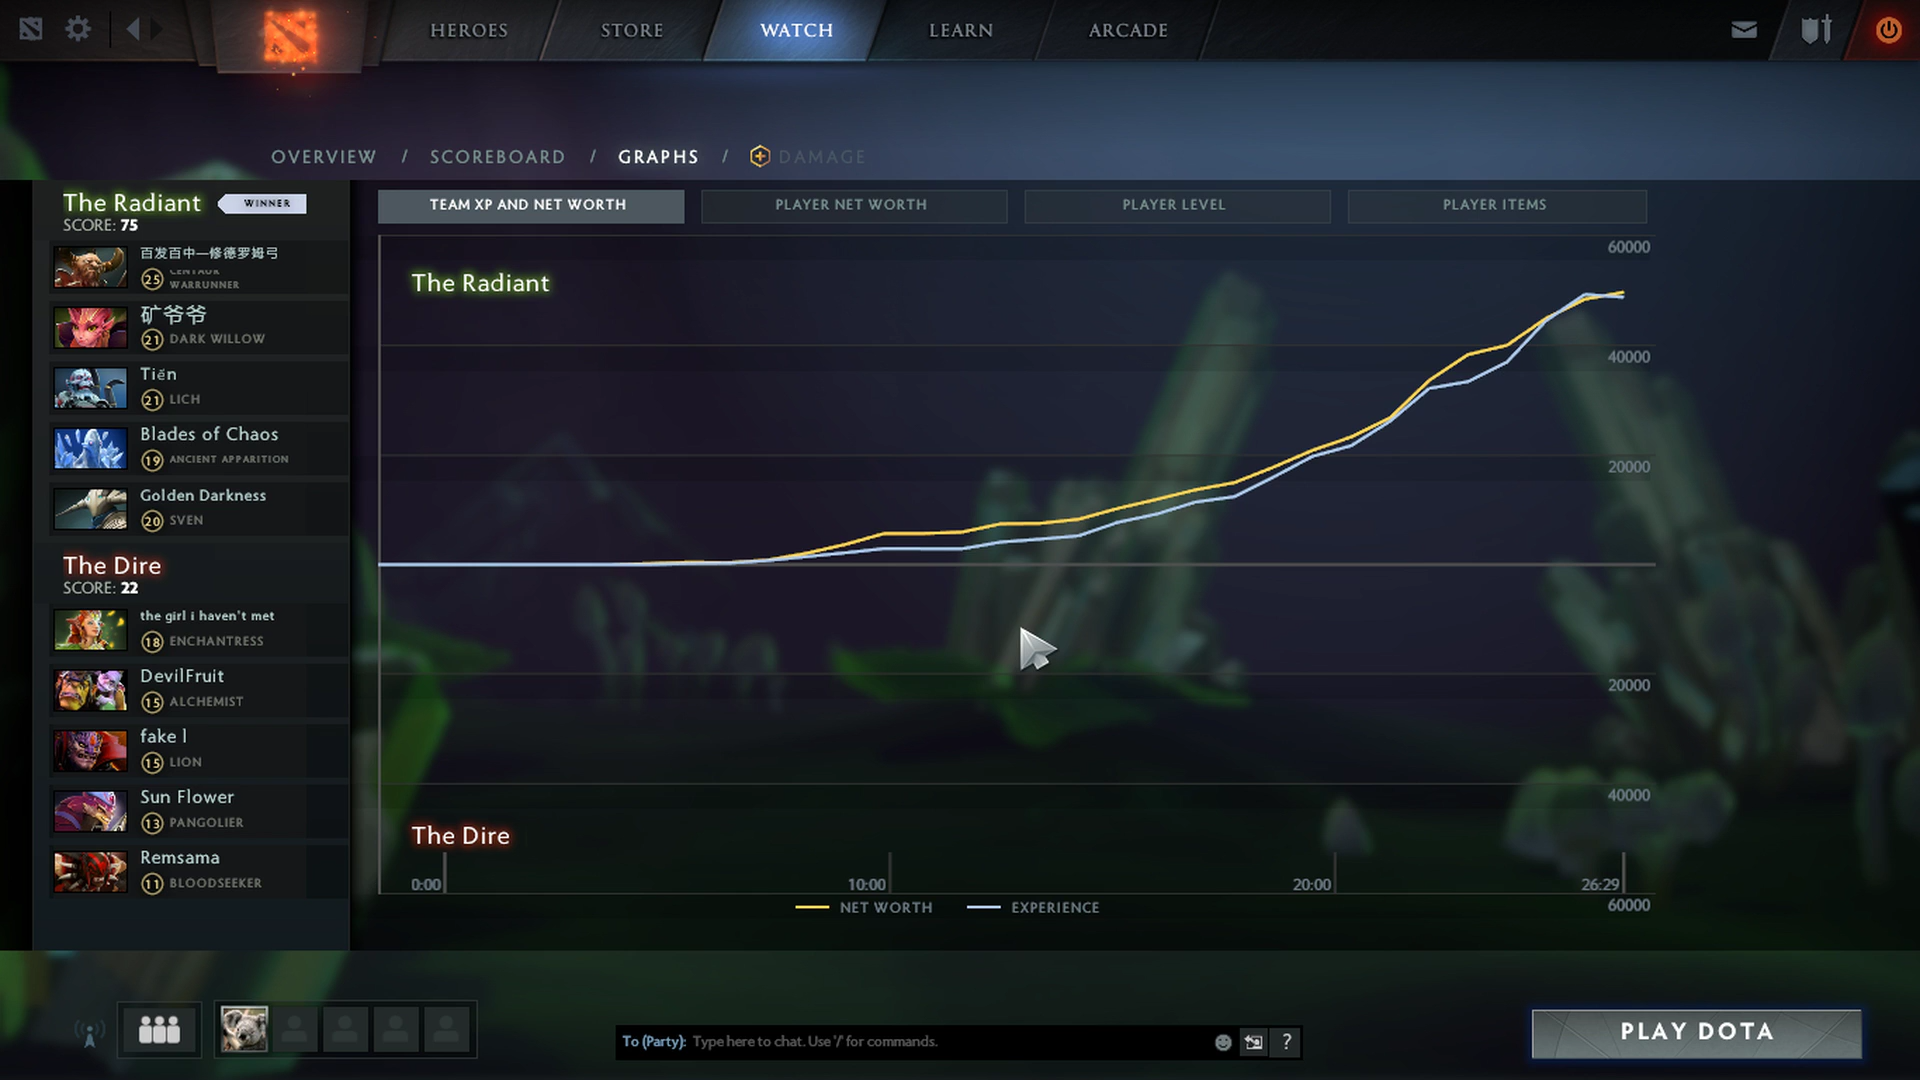 HEROES
STORE
WATCH
LEARN
ARCADE
OVERVIEW / SCOREBOARD / GRAPHS / DAMAGE
The Radiant WINNER
SCORE: 75
百发百中—修德罗姆弓
25 CENTAUR
WARRUNNER
矿爷爷
21 DARK WILLOW
Tiến
21 LICH
Blades of Chaos
19 ANCIENT APPARITION
Golden Darkness
20 SVEN
The Dire
SCORE: 22
the girl i haven't met
18 ENCHANTRESS
DevilFruit
15 ALCHEMIST
fake l
15 LION
Sun Flower
13 PANGOLIER
Remsama
11 BLOODSEEKER
TEAM XP AND NET WORTH
PLAYER NET WORTH
PLAYER LEVEL
PLAYER ITEMS
The Radiant
60000
40000
20000
20000
40000
The Dire
0:00
10:00
20:00
26:29
60000
NET WORTH
EXPERIENCE
To (Party): Type here to chat. Use '/' for commands.
?
PLAY DOTA